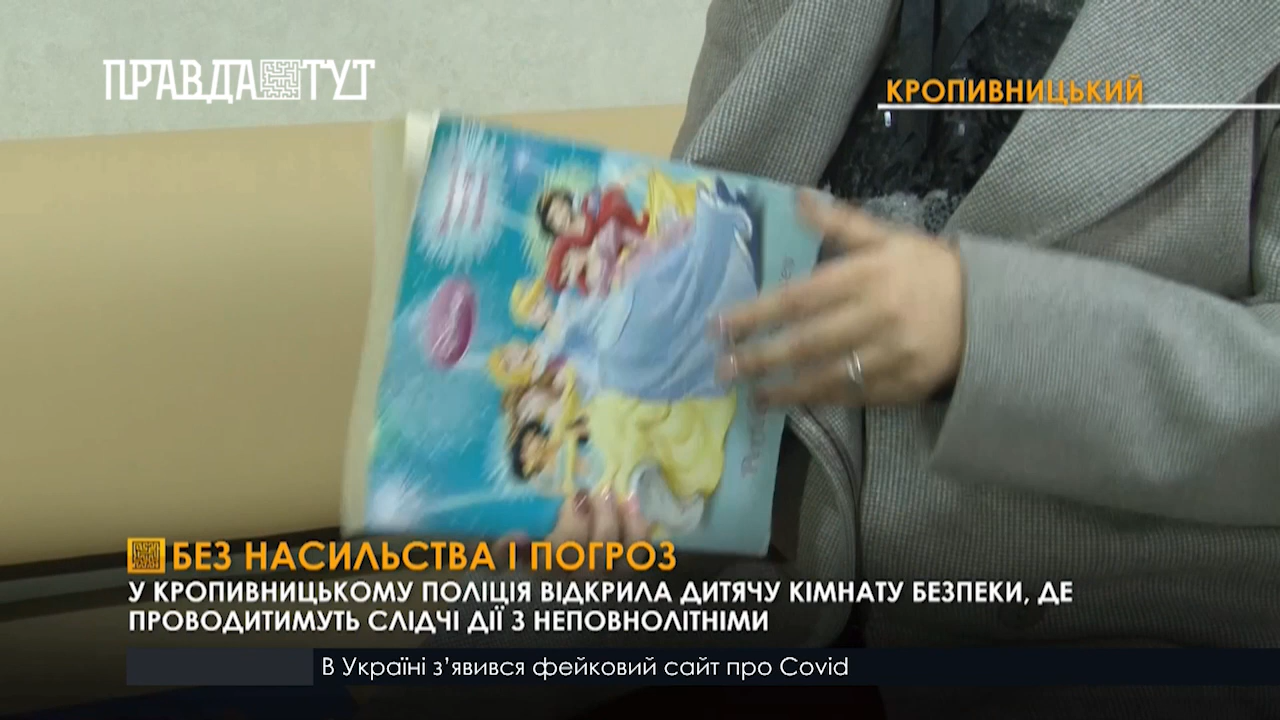 ПРАВДА ТУТ
КРОПИВНИЦЬКИЙ
БЕЗ НАСИЛЬСТВА І ПОГРОЗ
У КРОПИВНИЦЬКОМУ ПОЛІЦІЯ ВІДКРИЛА ДИТЯЧУ КІМНАТУ БЕЗПЕКИ, ДЕ
ПРОВОДИТИМУТЬ СЛІДЧІ ДІЇ З НЕПОВНОЛІТНІМИ
В Україні з’явився фейковий сайт про Covid